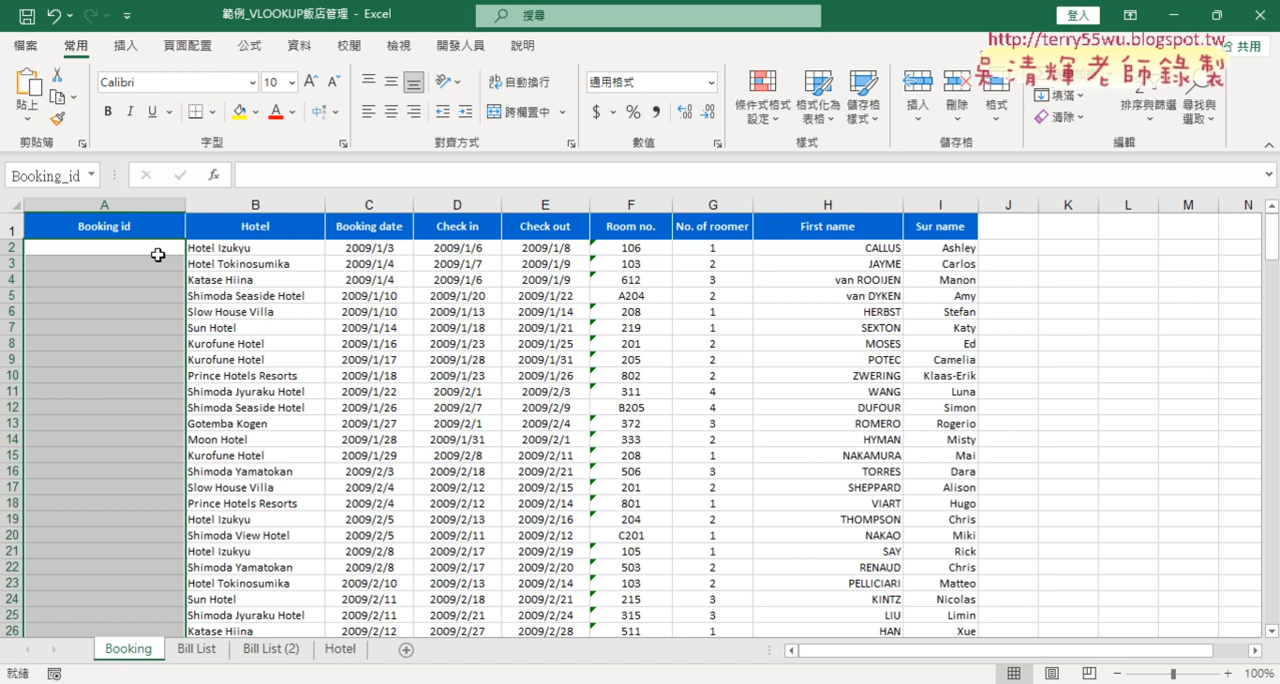 範例_VLOOKUP飯店管理 - Excel
搜尋
登入
檔案 常用 插入 頁面配置 公式 資料 校閱 檢視 開發人員 說明
共用
http://terry55wu.blogspot.tw
吳清輝老師錄製
貼上
Calibri 10
B I U
自動換行
跨欄置中
通用格式
$ % ,
條件式格式設定
格式化為表格
儲存格樣式
插入
刪除
格式
填滿
清除
排序與篩選
尋找與選取
剪貼簿 字型 對齊方式 數值 樣式 儲存格 編輯
Booking_id
fx
A B C D E F G H I J K L M N
1 Booking id Hotel Booking date Check in Check out Room no. No. of roomer First name Sur name
2 Hotel Izukyu 2009/1/3 2009/1/6 2009/1/8 106 1 CALLUS Ashley
3 Hotel Tokinosumika 2009/1/4 2009/1/7 2009/1/9 103 2 JAYME Carlos
4 Katase Hiina 2009/1/4 2009/1/6 2009/1/9 612 3 van ROOIJEN Manon
5 Shimoda Seaside Hotel 2009/1/10 2009/1/20 2009/1/22 A204 2 van DYKEN Amy
6 Slow House Villa 2009/1/10 2009/1/13 2009/1/14 208 1 HERBST Stefan
7 Sun Hotel 2009/1/14 2009/1/18 2009/1/21 219 1 SEXTON Katy
8 Kurofune Hotel 2009/1/16 2009/1/23 2009/1/25 201 2 MOSES Ed
9 Kurofune Hotel 2009/1/17 2009/1/28 2009/1/31 205 2 POTEC Camelia
10 Prince Hotels Resorts 2009/1/18 2009/1/23 2009/1/26 802 2 ZWERING Klaas-Erik
11 Shimoda Jyuraku Hotel 2009/1/22 2009/2/1 2009/2/3 311 4 WANG Luna
12 Shimoda Seaside Hotel 2009/1/26 2009/2/7 2009/2/9 B205 4 DUFOUR Simon
13 Gotemba Kogen 2009/1/27 2009/2/1 2009/2/4 372 3 ROMERO Rogerio
14 Moon Hotel 2009/1/28 2009/1/31 2009/2/1 333 2 HYMAN Misty
15 Kurofune Hotel 2009/1/29 2009/2/8 2009/2/11 208 1 NAKAMURA Mai
16 Shimoda Yamatokan 2009/2/3 2009/2/18 2009/2/21 506 3 TORRES Dara
17 Slow House Villa 2009/2/4 2009/2/12 2009/2/15 201 2 SHEPPARD Alison
18 Prince Hotels Resorts 2009/2/4 2009/2/12 2009/2/14 801 1 VIART Hugo
19 Hotel Izukyu 2009/2/5 2009/2/13 2009/2/16 204 2 THOMPSON Chris
20 Shimoda View Hotel 2009/2/5 2009/2/11 2009/2/12 C201 1 NAKAO Miki
21 Hotel Izukyu 2009/2/8 2009/2/17 2009/2/19 105 1 SAY Rick
22 Shimoda Yamatokan 2009/2/8 2009/2/17 2009/2/20 503 2 RENAUD Chris
23 Hotel Tokinosumika 2009/2/10 2009/2/13 2009/2/14 103 2 PELLICIARI Matteo
24 Sun Hotel 2009/2/11 2009/2/18 2009/2/21 215 3 KINTZ Nicolas
25 Shimoda Jyuraku Hotel 2009/2/11 2009/2/21 2009/2/24 315 3 LIU Limin
26 Katase Hiina 2009/2/12 2009/2/27 2009/2/28 511 1 HAN Xue
Booking Bill List Bill List (2) Hotel
就緒
100%